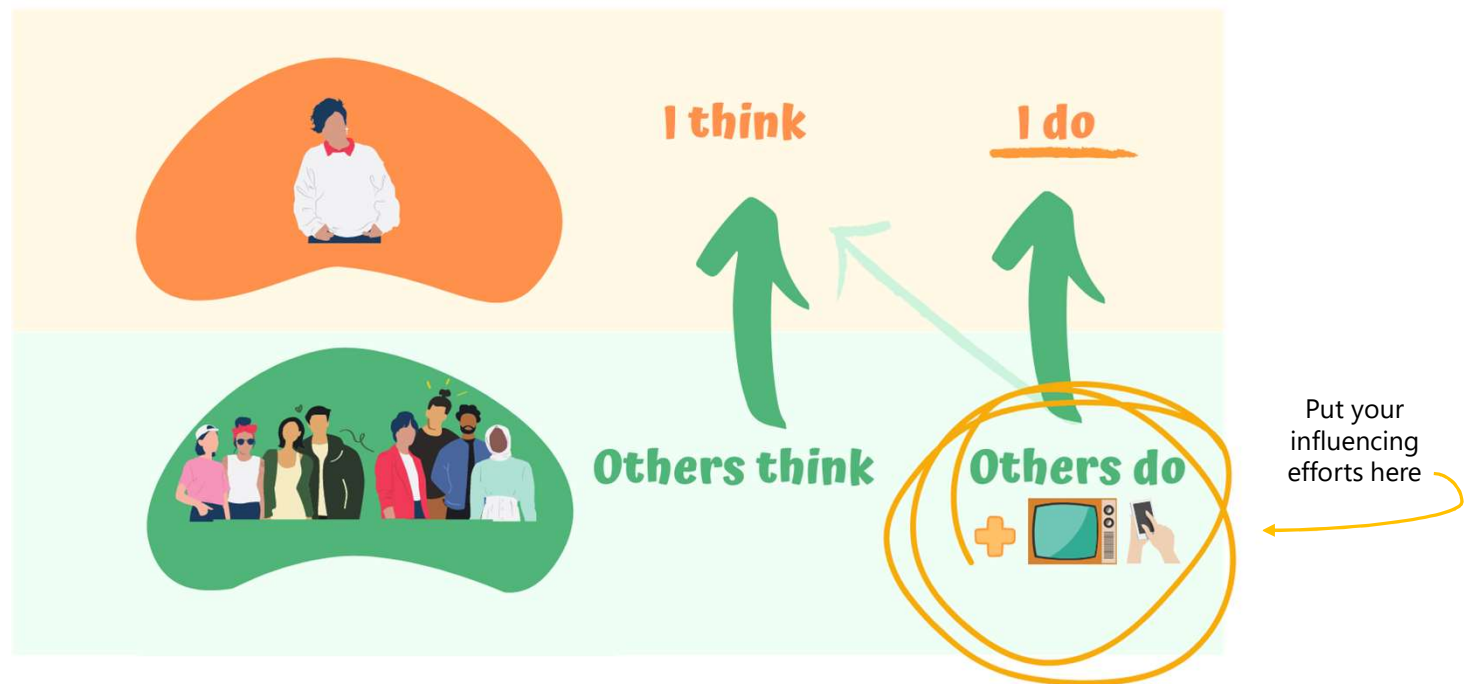 I think
I do
Others think
Others do
Put your
influencing
efforts here